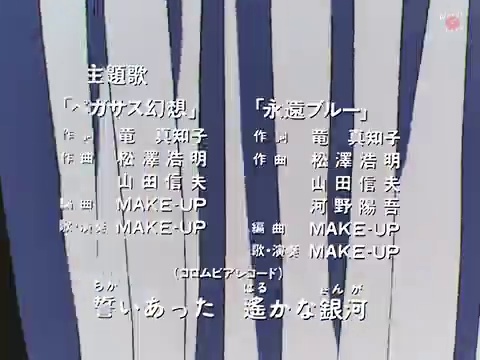 主題歌
「ペガサス幻想」
作詞 竜 真知子
作曲 松澤浩明
山田信夫
編曲 MAKE-UP
歌・演奏 MAKE-UP
「永遠ブルー」
作詞 竜 真知子
作曲 松澤浩明
山田信夫
河野陽吾
編曲 MAKE-UP
歌・演奏 MAKE-UP
(コロムビアレコード)
ちか はる ぎんが
誓いあった 遙かな銀河